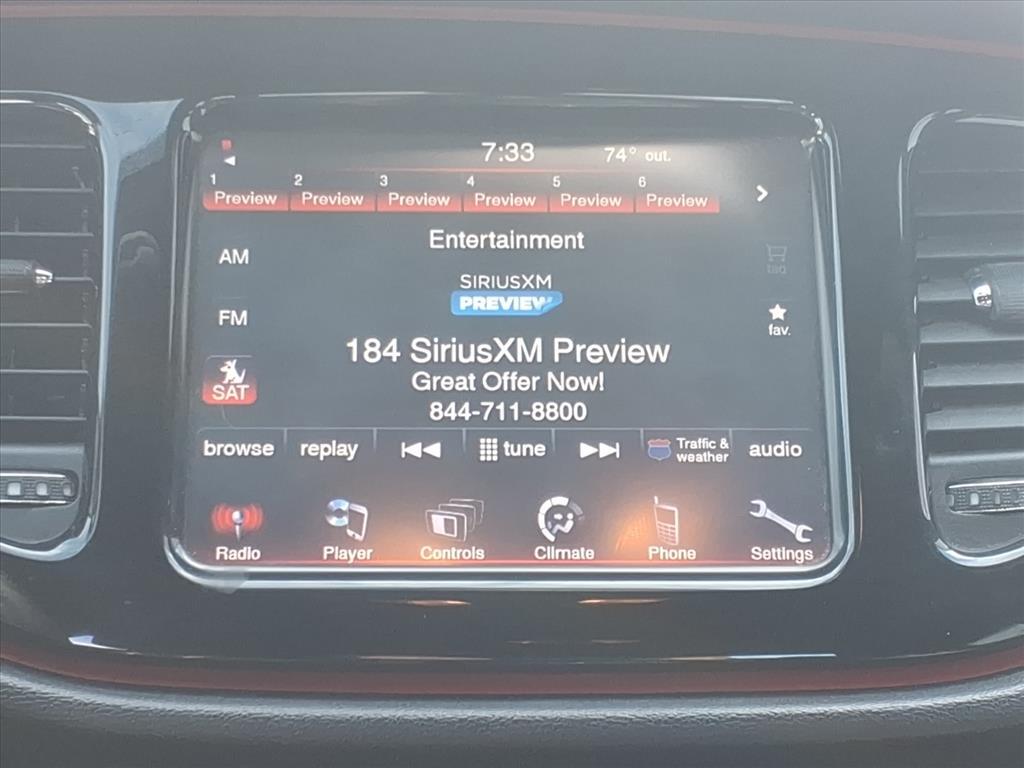 7:33
74° out.
1 2 3 4 5 6
Preview Preview Preview Preview Preview Preview
Entertainment
AM
SIRIUSXM
PREVIEW
tag
FM
fav.
184 SiriusXM Preview
Great Offer Now!
SAT
844-711-8800
browse replay tune Traffic & weather audio
Radio Player Controls Climate Phone Settings